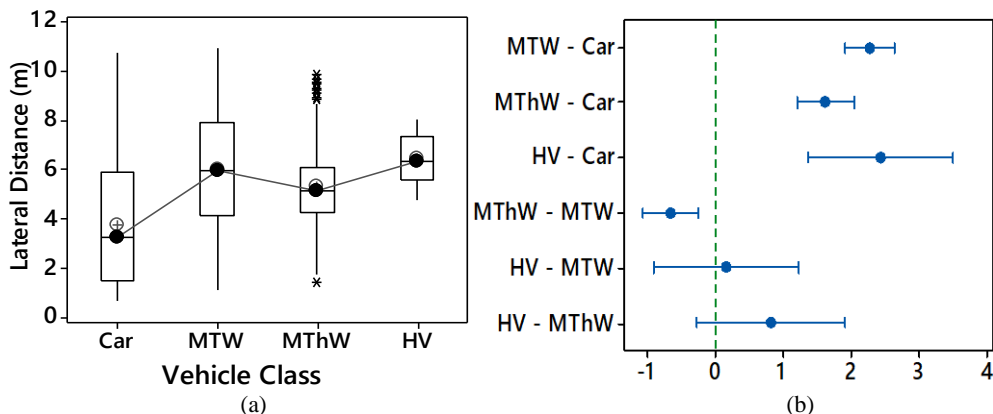 12
10
8
6
4
2
0
Lateral Distance (m)
Car MTW MThW HV
Vehicle Class
(a)
MTW - Car
MThW - Car
HV - Car
MThW - MTW
HV - MTW
HV - MThW
-1 0 1 2 3 4
(b)